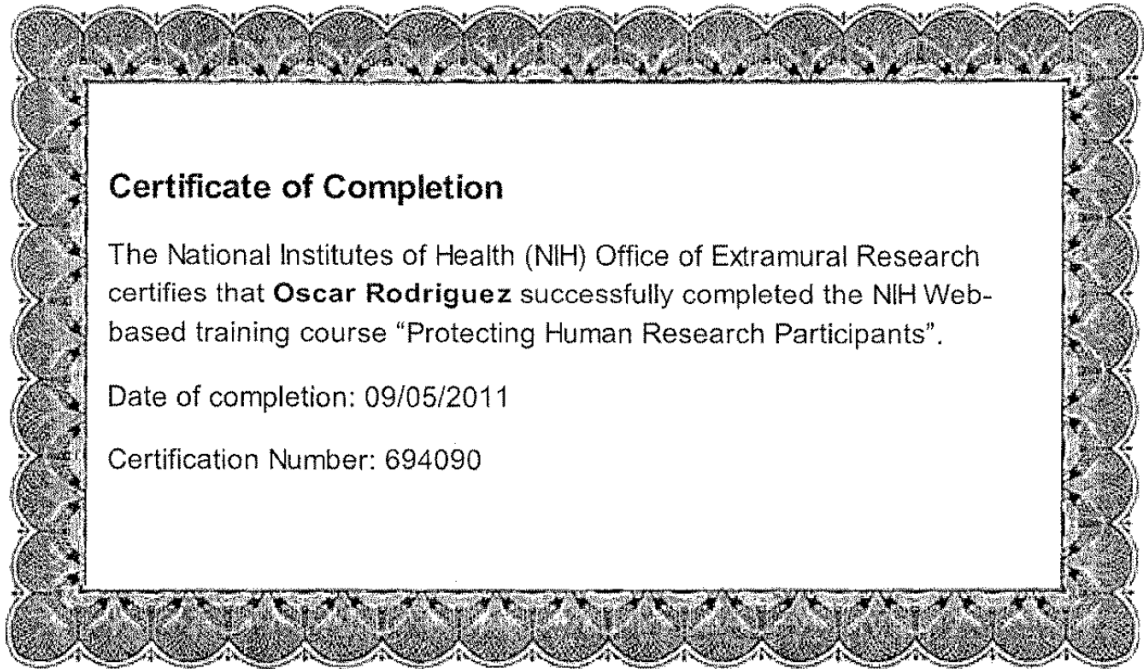 Certificate of Completion
The National Institutes of Health (NIH) Office of Extramural Research
certifies that Oscar Rodriguez successfully completed the NIH Web-
based training course “Protecting Human Research Participants”.
Date of completion: 09/05/2011
Certification Number: 694090